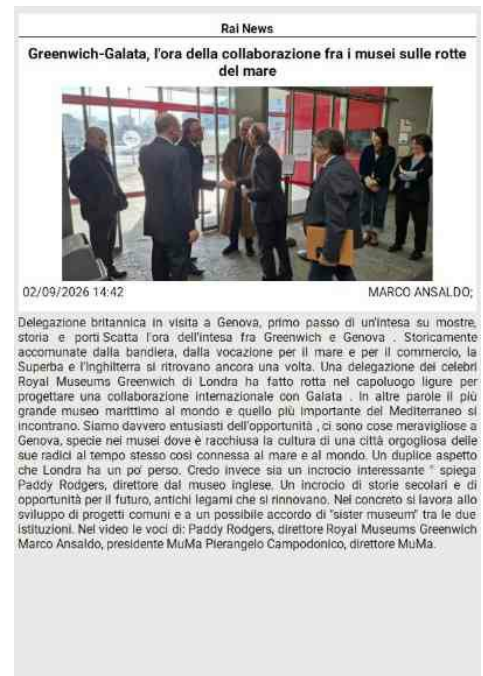 Rai News
Greenwich-Galata, l'ora della collaborazione fra i musei sulle rotte
del mare
02/09/2026 14:42 MARCO ANSALDO;
Delegazione britannica in visita a Genova, primo passo di un'intesa su mostre,
storia e porti Scatta l'ora dell'intesa fra Greenwich e Genova . Storicamente
accomunate dalla bandiera, dalla vocazione per il mare e per il commercio, la
Superba e l'Inghilterra si ritrovano ancora una volta. Una delegazione dei celebri
Royal Museums Greenwich di Londra ha fatto rotta nel capoluogo ligure per
progettare una collaborazione internazionale con Galata . In altre parole il più
grande museo marittimo al mondo e quello più importante del Mediterraneo si
incontrano. Siamo davvero entusiasti dell'opportunità , ci sono cose meravigliose a
Genova, specie nei musei dove è racchiusa la cultura di una città orgogliosa delle
sue radici al tempo stesso così connessa al mare e al mondo. Un duplice aspetto
che Londra ha un po' perso. Credo invece sia un incrocio interessante " spiega
Paddy Rodgers, direttore dal museo inglese. Un incrocio di storie secolari e di
opportunità per il futuro, antichi legami che si rinnovano. Nel concreto si lavora allo
sviluppo di progetti comuni e a un possibile accordo di "sister museum" tra le due
istituzioni. Nel video le voci di: Paddy Rodgers, direttore Royal Museums Greenwich
Marco Ansaldo, presidente MuMa Pierangelo Campodonico, direttore MuMa.